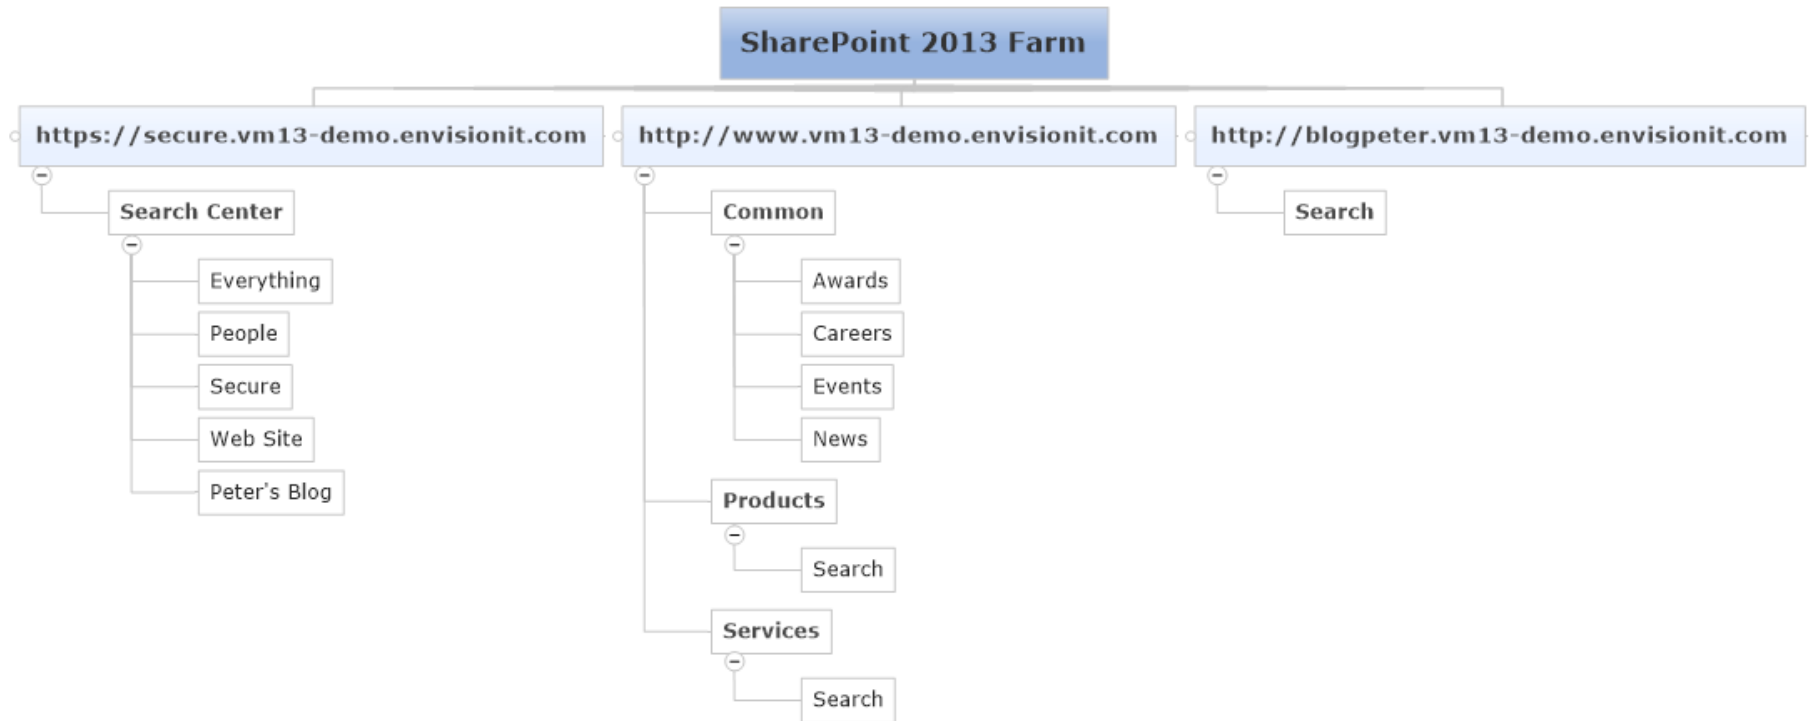 SharePoint 2013 Farm
https://secure.vm13-demo.envisionit.com
Search Center
Everything
People
Secure
Web Site
Peter's Blog
http://www.vm13-demo.envisionit.com
Common
Awards
Careers
Events
News
Products
Search
Services
Search
http://blogpeter.vm13-demo.envisionit.com
Search